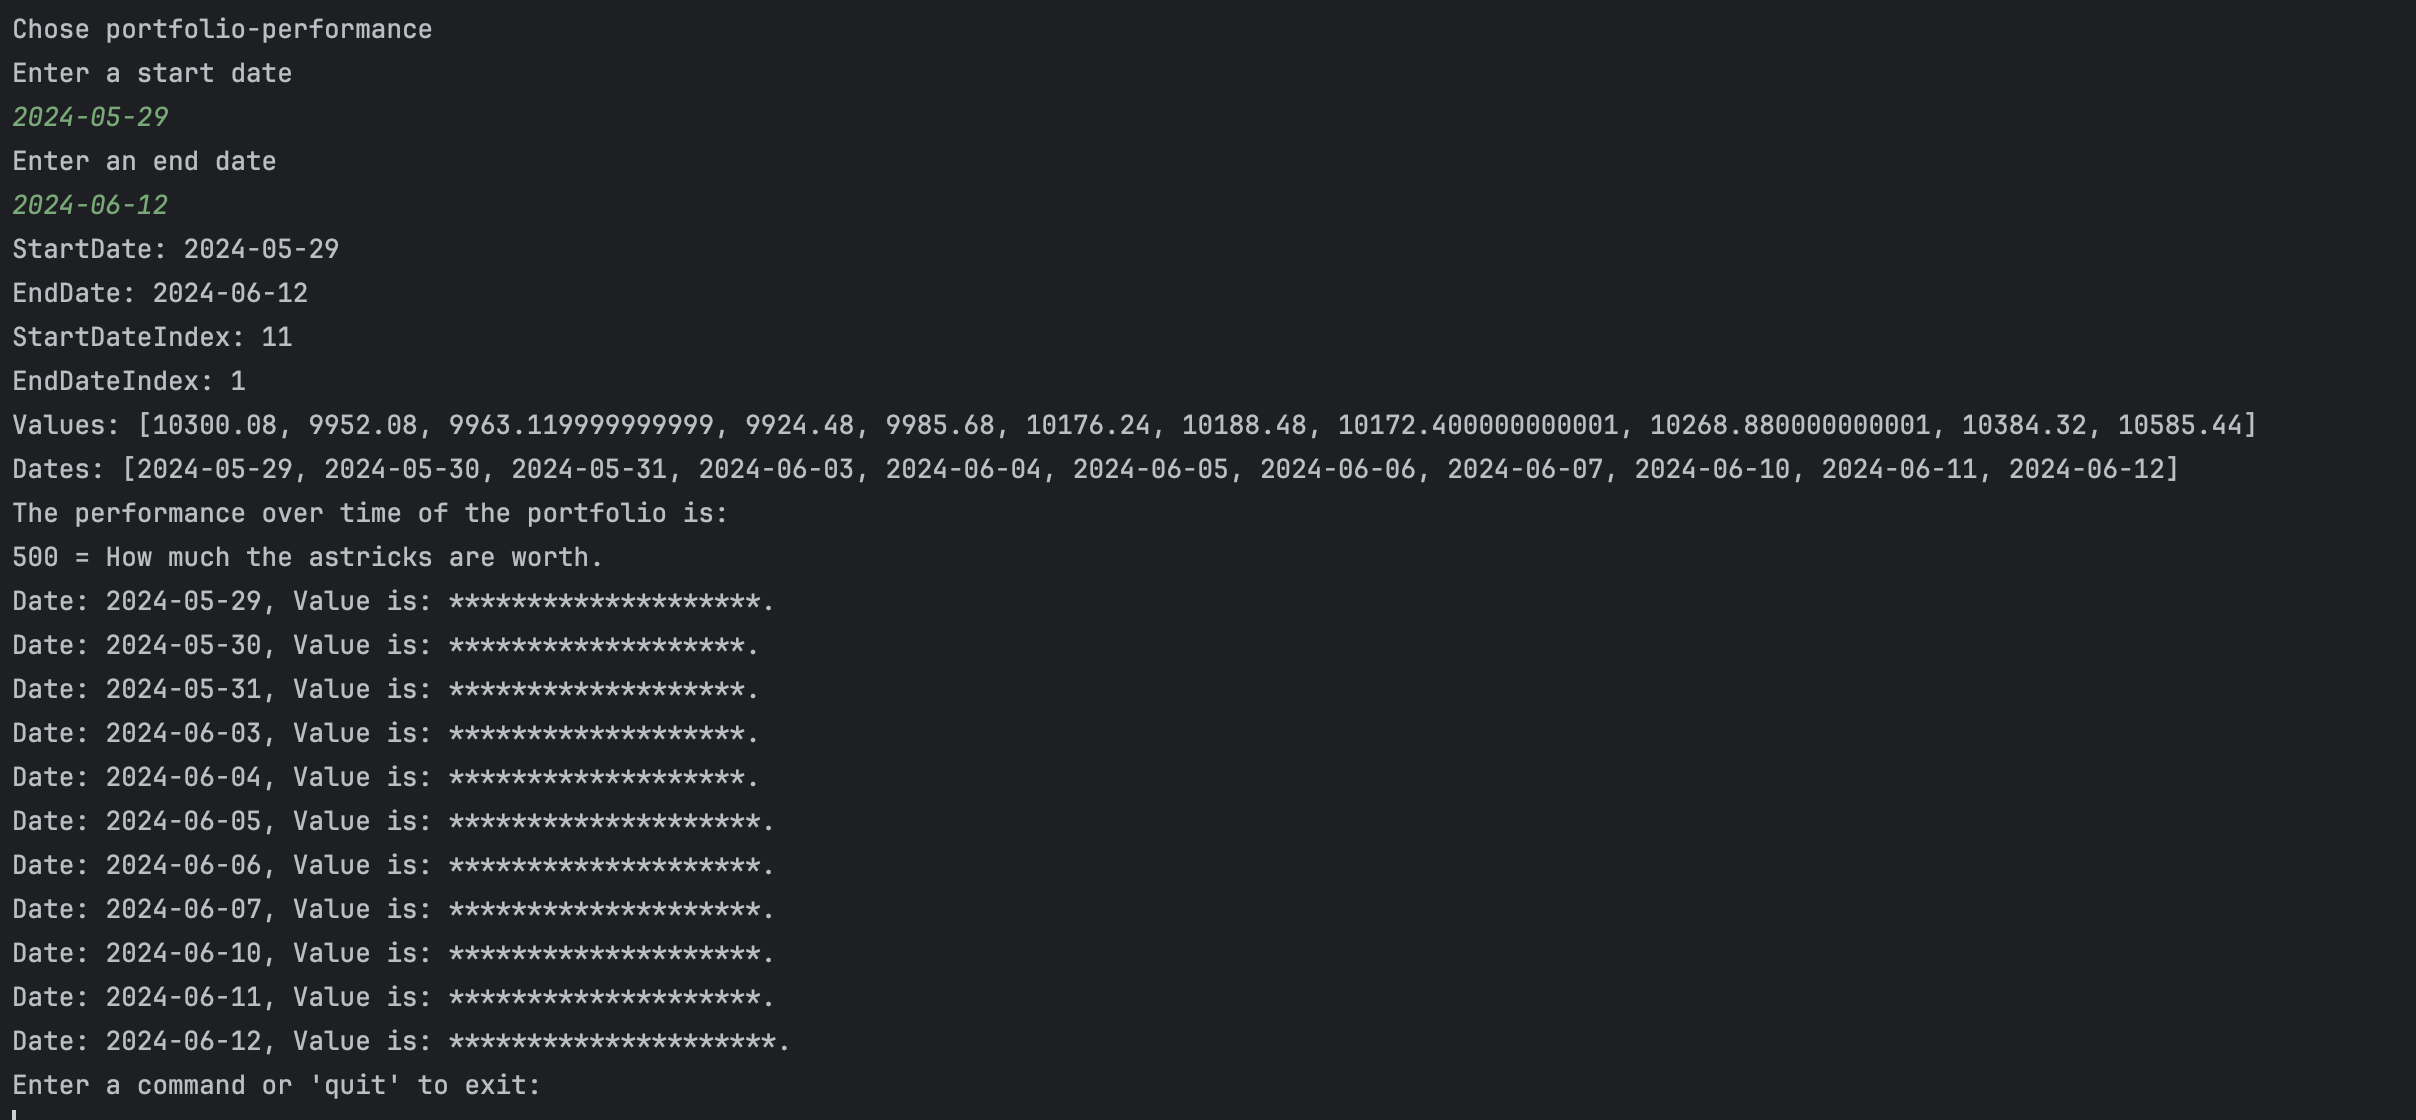 Chose portfolio-performance
Enter a start date
2024-05-29
Enter an end date
2024-06-12
StartDate: 2024-05-29
EndDate: 2024-06-12
StartDateIndex: 11
EndDateIndex: 1
Values: [10300.08, 9952.08, 9963.119999999999, 9924.48, 9985.68, 10176.24, 10188.48, 10172.400000000001, 10268.880000000001, 10384.32, 10585.44]
Dates: [2024-05-29, 2024-05-30, 2024-05-31, 2024-06-03, 2024-06-04, 2024-06-05, 2024-06-06, 2024-06-07, 2024-06-10, 2024-06-11, 2024-06-12]
The performance over time of the portfolio is:
500 = How much the astricks are worth.
Date: 2024-05-29, Value is: ********************.
Date: 2024-05-30, Value is: *******************.
Date: 2024-05-31, Value is: *******************.
Date: 2024-06-03, Value is: *******************.
Date: 2024-06-04, Value is: *******************.
Date: 2024-06-05, Value is: ********************.
Date: 2024-06-06, Value is: ********************.
Date: 2024-06-07, Value is: ********************.
Date: 2024-06-10, Value is: ********************.
Date: 2024-06-11, Value is: ********************.
Date: 2024-06-12, Value is: *********************.
Enter a command or 'quit' to exit: